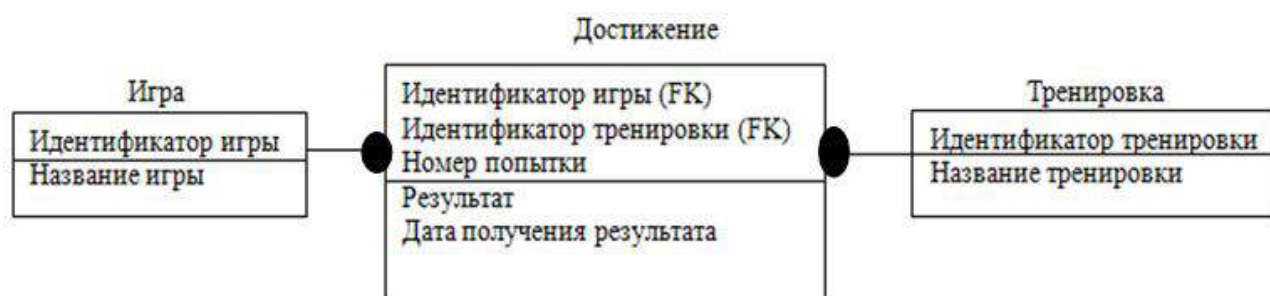 Достижение
Игра
Идентификатор игры
Название игры
Идентификатор игры (FK)
Идентификатор тренировки (FK)
Номер попытки
Результат
Дата получения результата
Тренировка
Идентификатор тренировки
Название тренировки